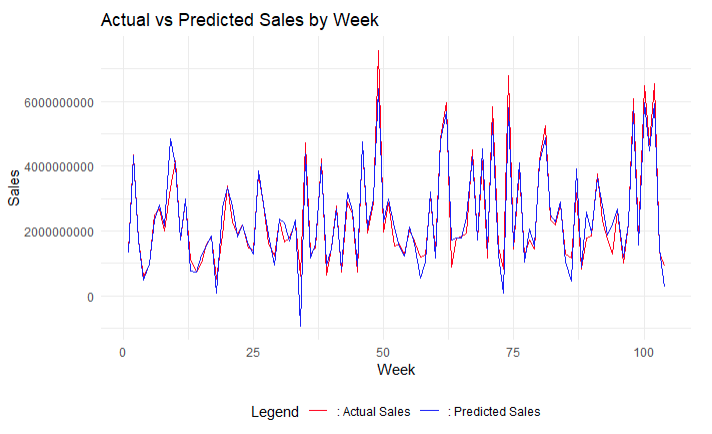 Actual vs Predicted Sales by Week
Sales
6000000000
4000000000
2000000000
0
0 25 50 75 100
Week
Legend : Actual Sales : Predicted Sales